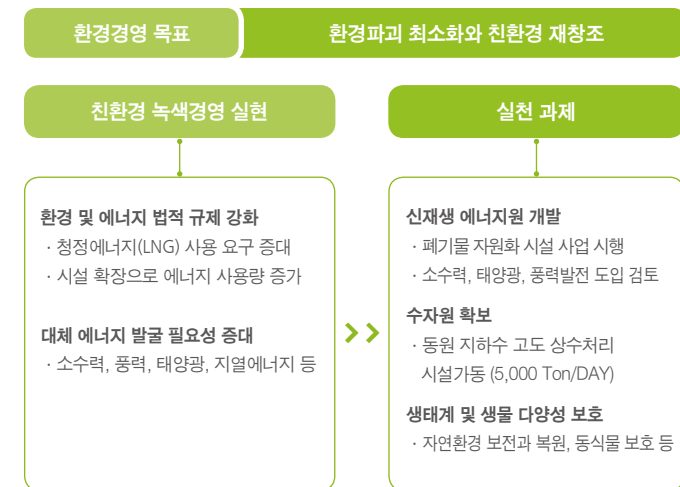 환경경영 목표
환경파괴 최소화와 친환경 재창조
친환경 녹색경영 실현
환경 및 에너지 법적 규제 강화
· 청정에너지(LNG) 사용 요구 증대
· 시설 확장으로 에너지 사용량 증가
대체 에너지 발굴 필요성 증대
· 소수력, 풍력, 태양광, 지열에너지 등
실천 과제
신재생 에너지원 개발
· 폐기물 자원화 시설 사업 시행
· 소수력, 태양광, 풍력발전 도입 검토
수자원 확보
· 동원 지하수 고도 상수처리
시설가동 (5,000 Ton/DAY)
생태계 및 생물 다양성 보호
· 자연환경 보전과 복원, 동식물 보호 등